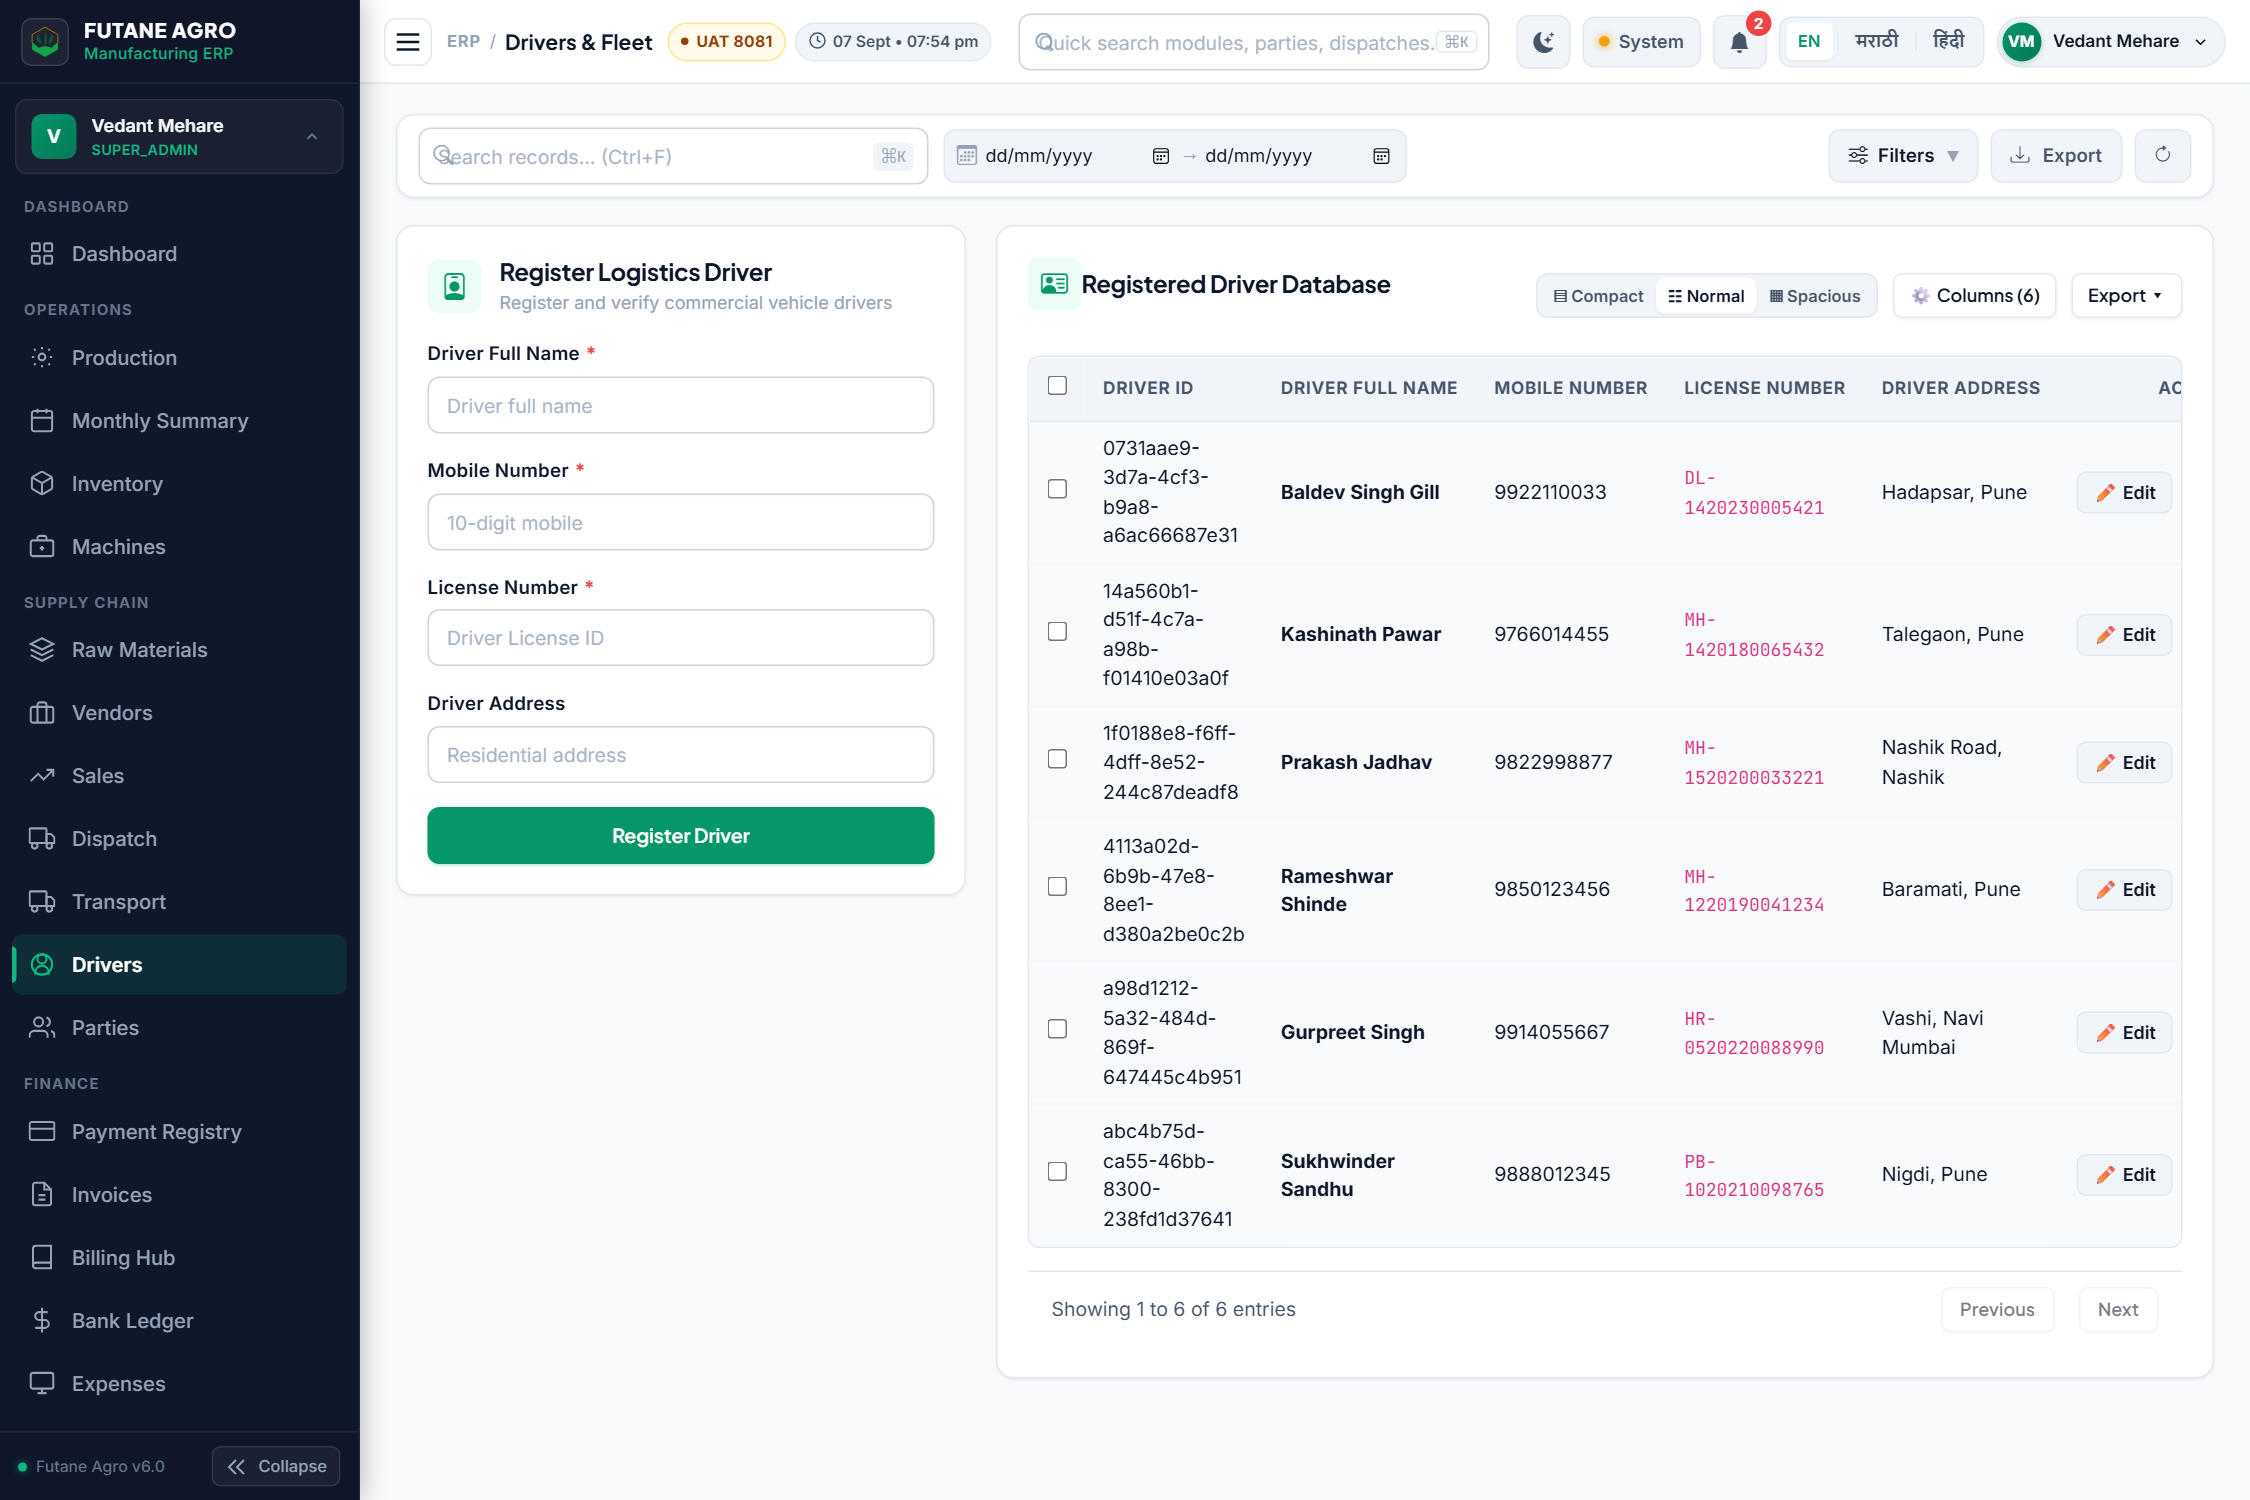 FUTANE AGRO
Manufacturing ERP
V
Vedant Mehare
SUPER_ADMIN
DASHBOARD
Dashboard
OPERATIONS
Production
Monthly Summary
Inventory
Machines
SUPPLY CHAIN
Raw Materials
Vendors
Sales
Dispatch
Transport
Drivers
Parties
FINANCE
Payment Registry
Invoices
Billing Hub
Bank Ledger
Expenses
Futane Agro v6.0
Collapse
ERP / Drivers & Fleet
UAT 8081
07 Sept • 07:54 pm
Quick search modules, parties, dispatches.
⌘K
System
2
EN
मराठी
हिंदी
VM
Vedant Mehare
Search records... (Ctrl+F)
⌘K
dd/mm/yyyy → dd/mm/yyyy
Filters ▼
Export
Register Logistics Driver
Register and verify commercial vehicle drivers
Driver Full Name *
Driver full name
Mobile Number *
10-digit mobile
License Number *
Driver License ID
Driver Address
Residential address
Register Driver
Registered Driver Database
Compact
Normal
Spacious
Columns (6)
Export ▾
DRIVER ID DRIVER FULL NAME MOBILE NUMBER LICENSE NUMBER DRIVER ADDRESS AC
0731aae9-
3d7a-4cf3-
b9a8-
a6ac66687e31
Baldev Singh Gill
9922110033
DL-
1420230005421
Hadapsar, Pune
Edit
14a560b1-
d51f-4c7a-
a98b-
f01410e03a0f
Kashinath Pawar
9766014455
MH-
1420180065432
Talegaon, Pune
Edit
1f0188e8-f6ff-
4dff-8e52-
244c87deadf8
Prakash Jadhav
9822998877
MH-
1520200033221
Nashik Road,
Nashik
Edit
4113a02d-
6b9b-47e8-
8ee1-
d380a2be0c2b
Rameshwar
Shinde
9850123456
MH-
1220190041234
Baramati, Pune
Edit
a98d1212-
5a32-484d-
869f-
647445c4b951
Gurpreet Singh
9914055667
HR-
0520220088990
Vashi, Navi
Mumbai
Edit
abc4b75d-
ca55-46bb-
8300-
238fd1d37641
Sukhwinder
Sandhu
9888012345
PB-
1020210098765
Nigdi, Pune
Edit
Showing 1 to 6 of 6 entries
Previous
Next